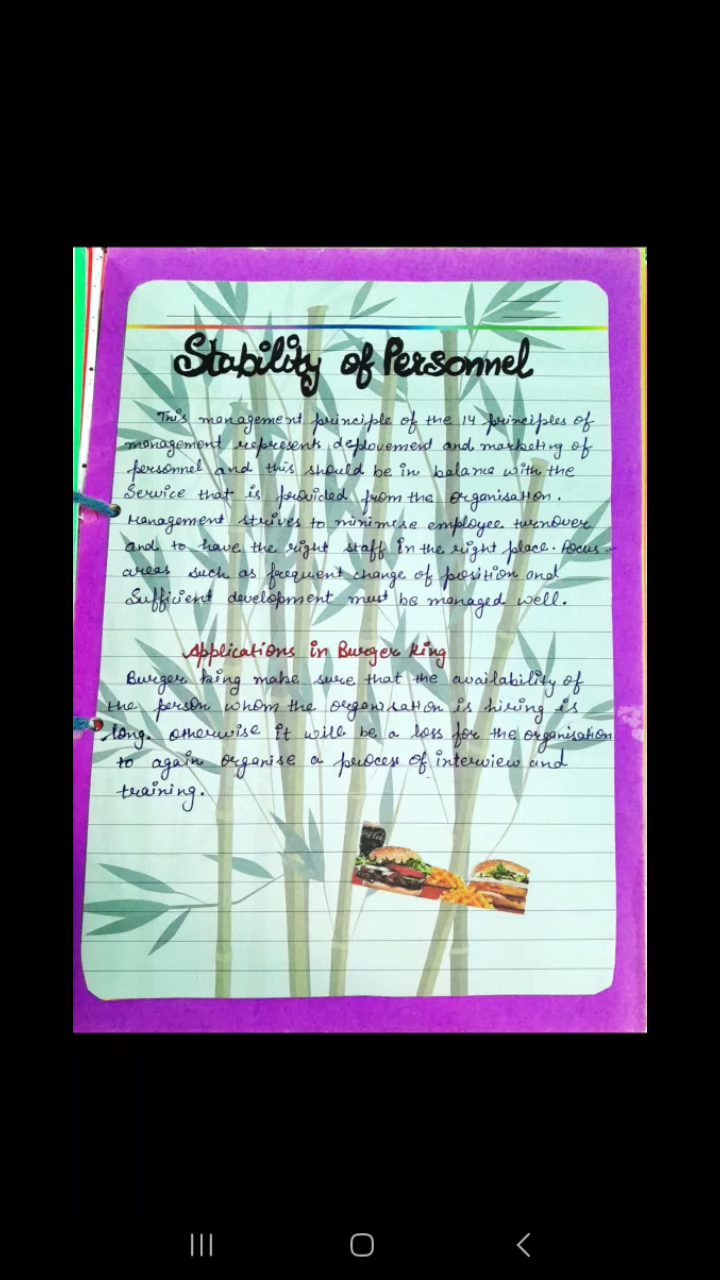 Stability of Personnel
This management principle of the 14 principles of
management represents deplovement and marketing of
personnel and this should be in balance with the
Service that is provided from the organisation.
Management strives to minimise employee turnover
and to have the right staff in the right place. Focus
areas such as frequent change of position and
Sufficient development must be managed well.
Applications in Burger King
Burger king make sure that the availability of
the person whom the organisation is hiring is
long. otherwise it will be a loss for the organisation
to again organise a process of interview and
training.